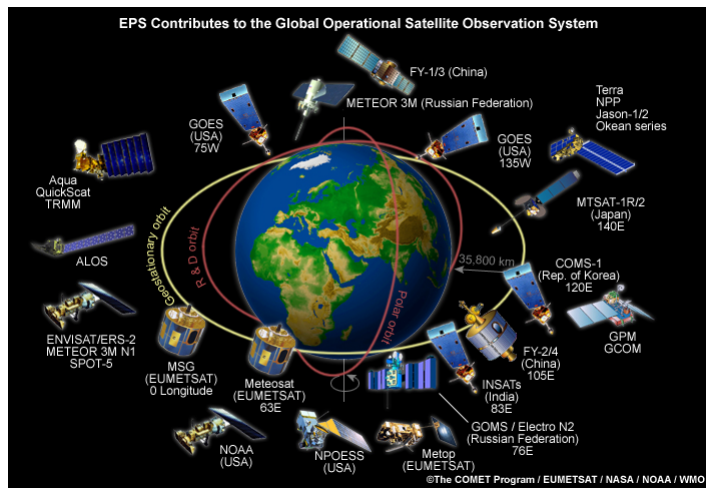 EPS Contributes to the Global Operational Satellite Observation System
FY-1/3 (China)
METEOR 3M (Russian Federation)
GOES
(USA)
75W
GOES
(USA)
135W
Terra
NPP
Jason-1/2
Okean series
Aqua
QuickScat
TRMM
MTSAT-1R/2
(Japan)
140E
ALOS
Geostationary orbit
R & D orbit
Polar orbit
35,800 km
COMS-1
(Rep. of Korea)
120E
GPM
GCOM
ENVISAT/ERS-2
METEOR 3M N1
SPOT-5
MSG
(EUMETSAT)
0 Longitude
Meteosat
(EUMETSAT)
63E
FY-2/4
(China)
105E
INSATs
(India)
83E
GOMS / Electro N2
(Russian Federation)
76E
NOAA
(USA)
NPOESS
(USA)
Metop
(EUMETSAT)
©The COMET Program / EUMETSAT / NASA / NOAA / WMO